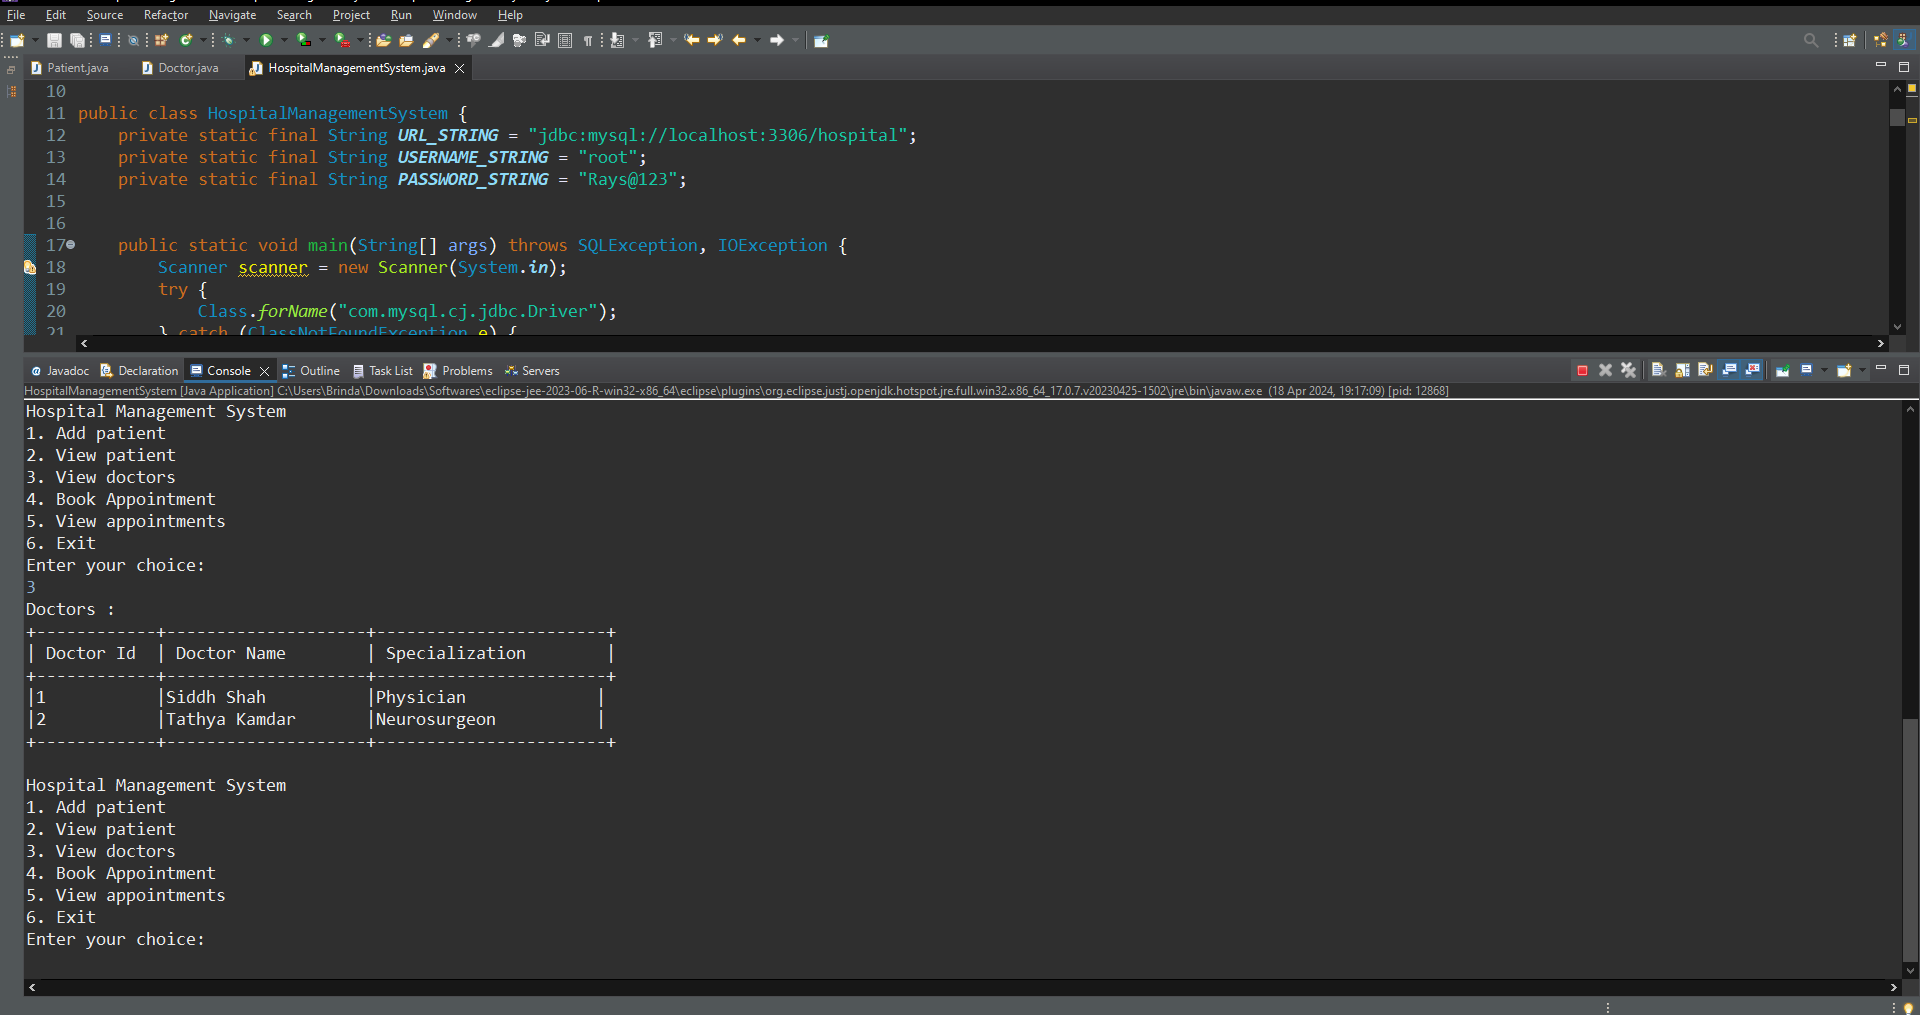 File Edit Source Refactor Navigate Search Project Run Window Help
Patient.java Doctor.java HospitalManagementSystem.java
10
11 public class HospitalManagementSystem {
12     private static final String URL_STRING = "jdbc:mysql://localhost:3306/hospital";
13     private static final String USERNAME_STRING = "root";
14     private static final String PASSWORD_STRING = "Rays@123";
15
16
17     public static void main(String[] args) throws SQLException, IOException {
18         Scanner scanner = new Scanner(System.in);
19         try {
20             Class.forName("com.mysql.cj.jdbc.Driver");
21         } catch (ClassNotFoundException e) {
Javadoc Declaration Console Outline Task List Problems Servers
HospitalManagementSystem [Java Application] C:\Users\Brinda\Downloads\Softwares\eclipse-jee-2023-06-R-win32-x86_64\eclipse\plugins\org.eclipse.justj.openjdk.hotspot.jre.full.win32.x86_64_17.0.7.v20230425-1502\jre\bin\javaw.exe (18 Apr 2024, 19:17:09) [pid: 12868]
Hospital Management System
1. Add patient
2. View patient
3. View doctors
4. Book Appointment
5. View appointments
6. Exit
Enter your choice:
3
Doctors :
+------------+--------------------+-----------------------+
| Doctor Id  | Doctor Name        | Specialization        |
+------------+--------------------+-----------------------+
|1           |Siddh Shah          |Physician             |
|2           |Tathya Kamdar       |Neurosurgeon          |
+------------+--------------------+-----------------------+
Hospital Management System
1. Add patient
2. View patient
3. View doctors
4. Book Appointment
5. View appointments
6. Exit
Enter your choice: